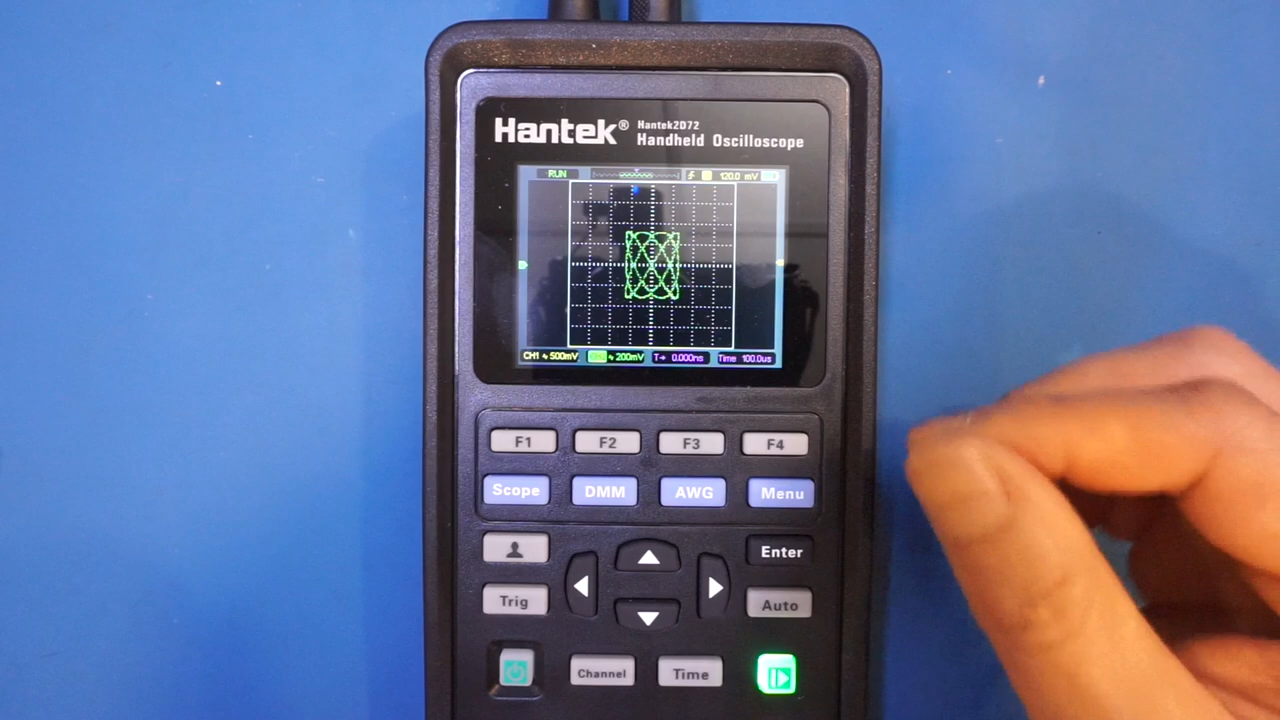 Hantek® Hantek2D72
Handheld Oscilloscope
RUN 120.0 mV
CH1 500mV 200mV T→ 0.000ns Time 100.0us
F1 F2 F3 F4
Scope DMM AWG Menu
Enter
Trig Auto
Channel Time